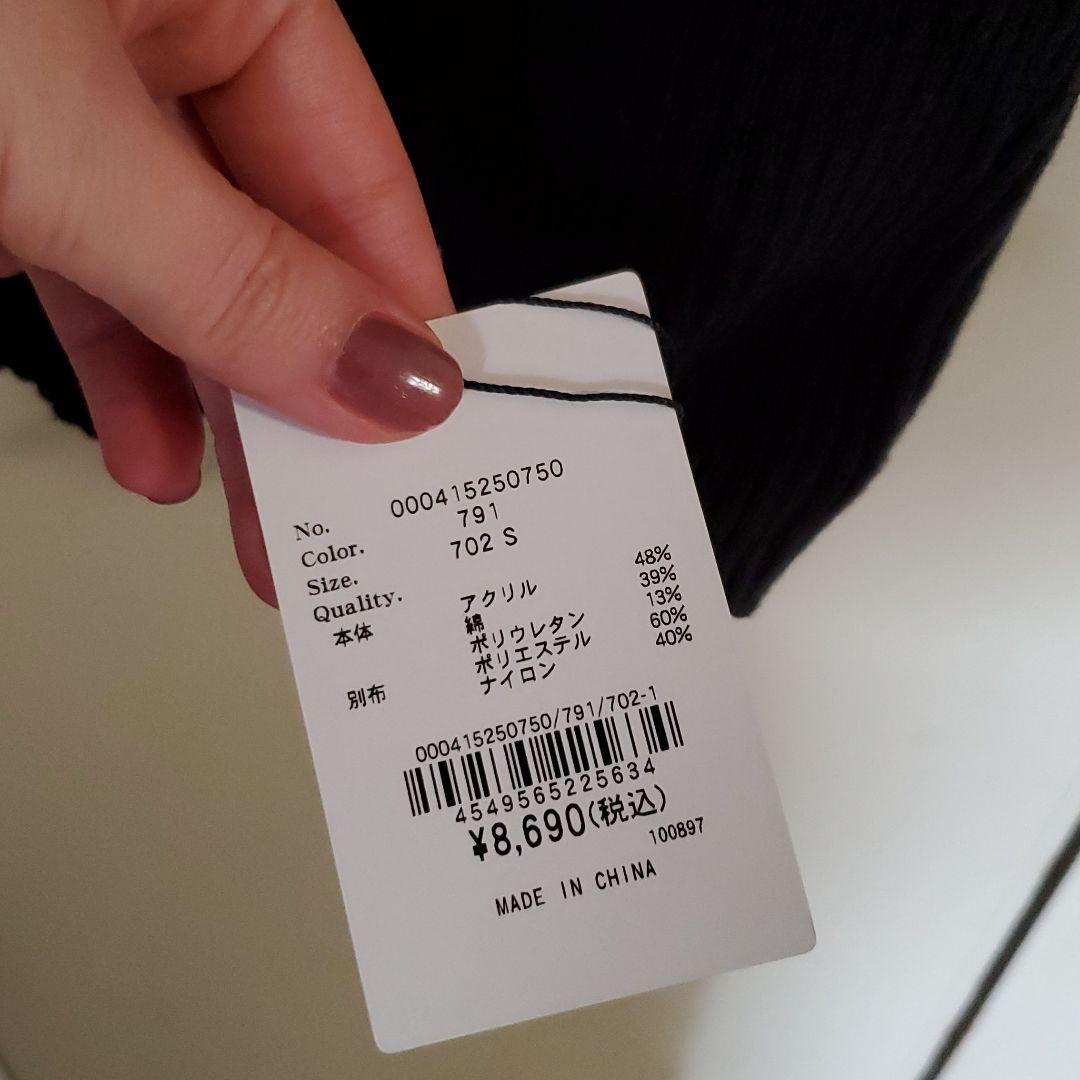 No. 000415250750
Color. 791
Size. 702 S
Quality.
本体 アクリル 48%
綿 39%
ポリウレタン 13%
別布 ポリエステル 60%
ナイロン 40%
000415250750/791/702-1
4549565225634
¥8,690(税込)
100897
MADE IN CHINA